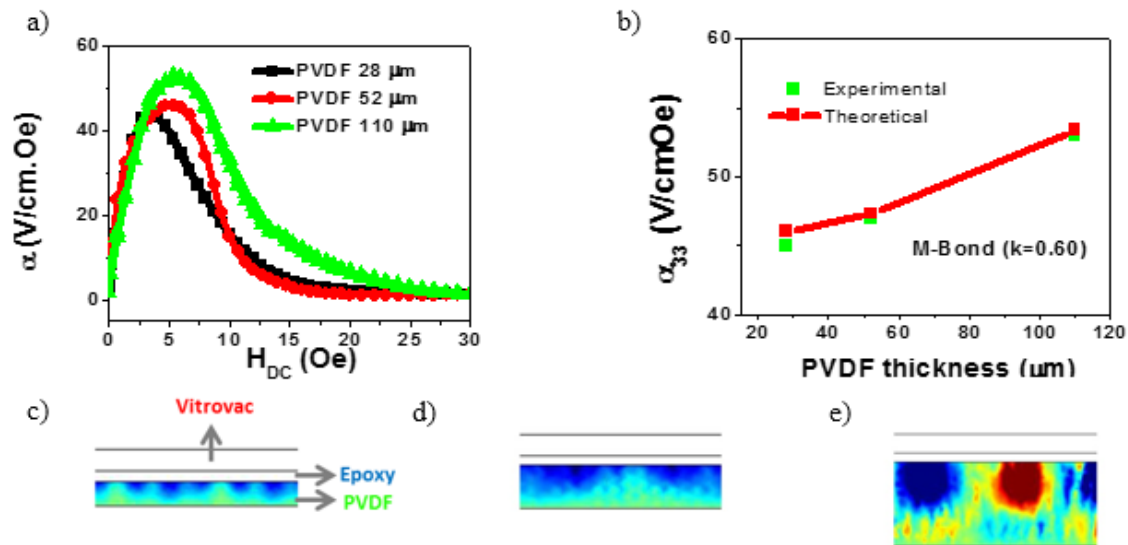 a)
60
40
20
0
α (V/cm.Oe)
PVDF 28 μm
PVDF 52 μm
PVDF 110 μm
0 5 10 15 20 25 30
H_DC (Oe)
b)
60
50
40
α_33 (V/cmOe)
Experimental
Theoretical
M-Bond (k=0.60)
20 40 60 80 100 120
PVDF thickness (μm)
c)
Vitrovac
Epoxy
PVDF
d)
e)